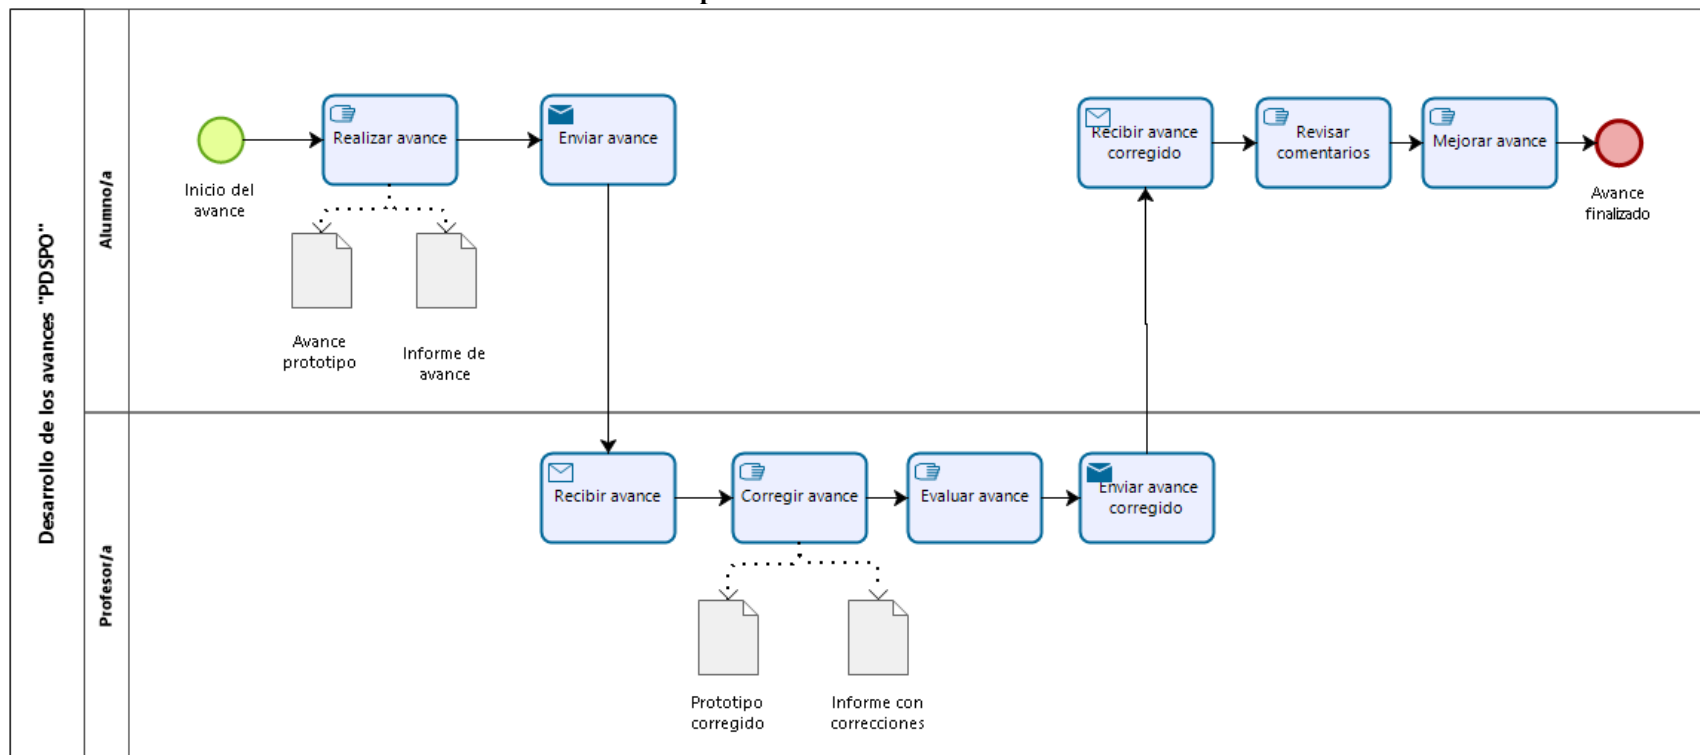 Desarrollo de los avances "PDSPO"
Alumno/a
Inicio del
avance
Realizar avance
Enviar avance
Avance
prototipo
Informe de
avance
Recibir avance
corregido
Revisar
comentarios
Mejorar avance
Avance
finalizado
Profesor/a
Recibir avance
Corregir avance
Evaluar avance
Enviar avance
corregido
Prototipo
corregido
Informe con
correcciones